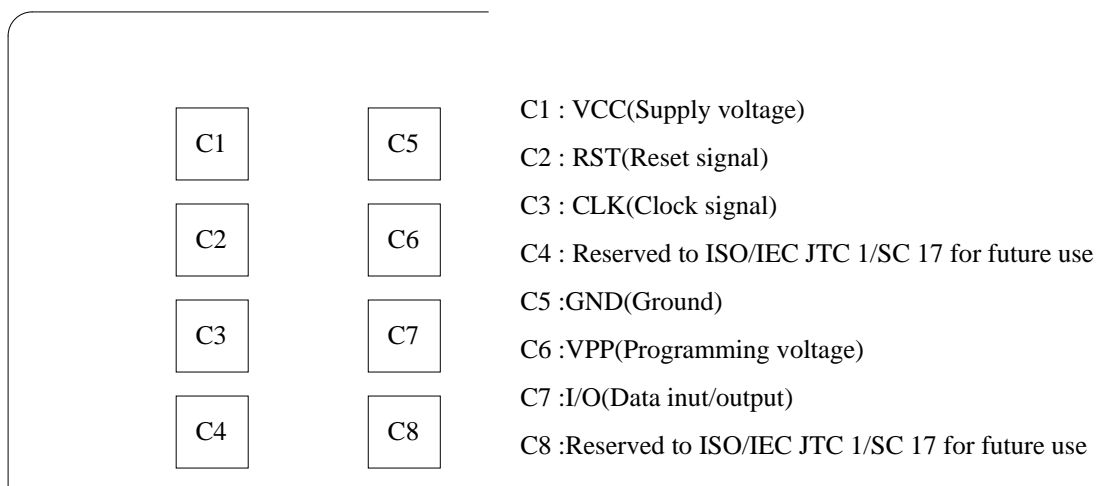 C1
C5
C2
C6
C3
C7
C4
C8
C1 : VCC(Supply voltage)
C2 : RST(Reset signal)
C3 : CLK(Clock signal)
C4 : Reserved to ISO/IEC JTC 1/SC 17 for future use
C5 :GND(Ground)
C6 :VPP(Programming voltage)
C7 :I/O(Data inut/output)
C8 :Reserved to ISO/IEC JTC 1/SC 17 for future use